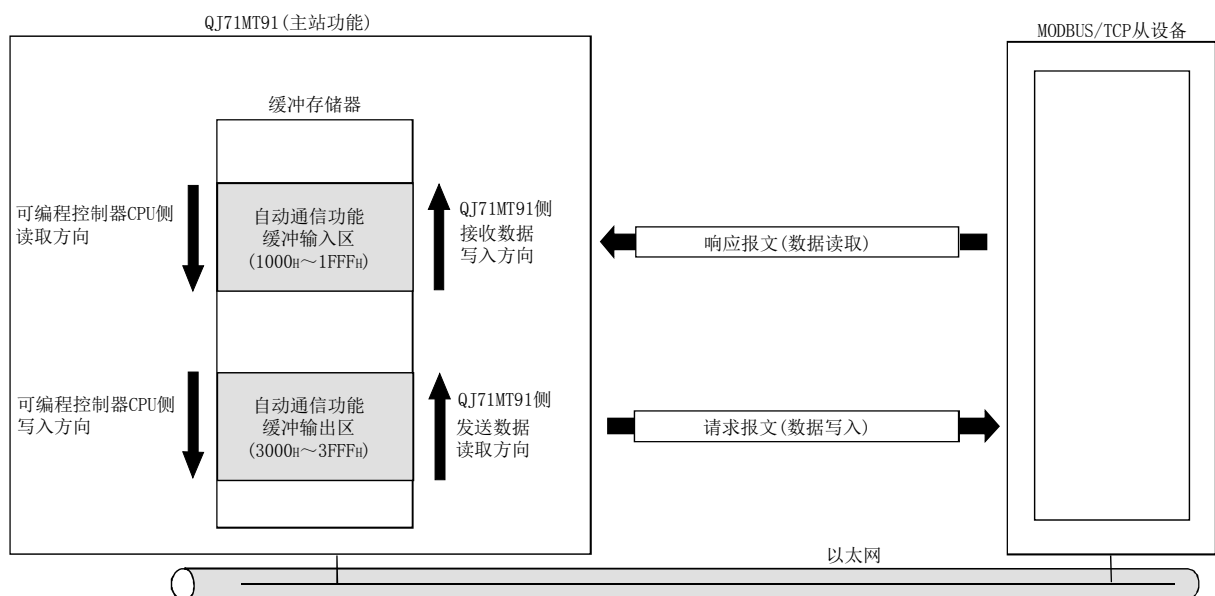 QJ71MT91(主站功能)
MODBUS/TCP从设备
缓冲存储器
可编程控制器CPU侧
读取方向
自动通信功能
缓冲输入区
(1000H～1FFFH)
QJ71MT91侧
接收数据
写入方向
响应报文(数据读取)
可编程控制器CPU侧
写入方向
自动通信功能
缓冲输出区
(3000H～3FFFH)
QJ71MT91侧
发送数据
读取方向
请求报文(数据写入)
以太网